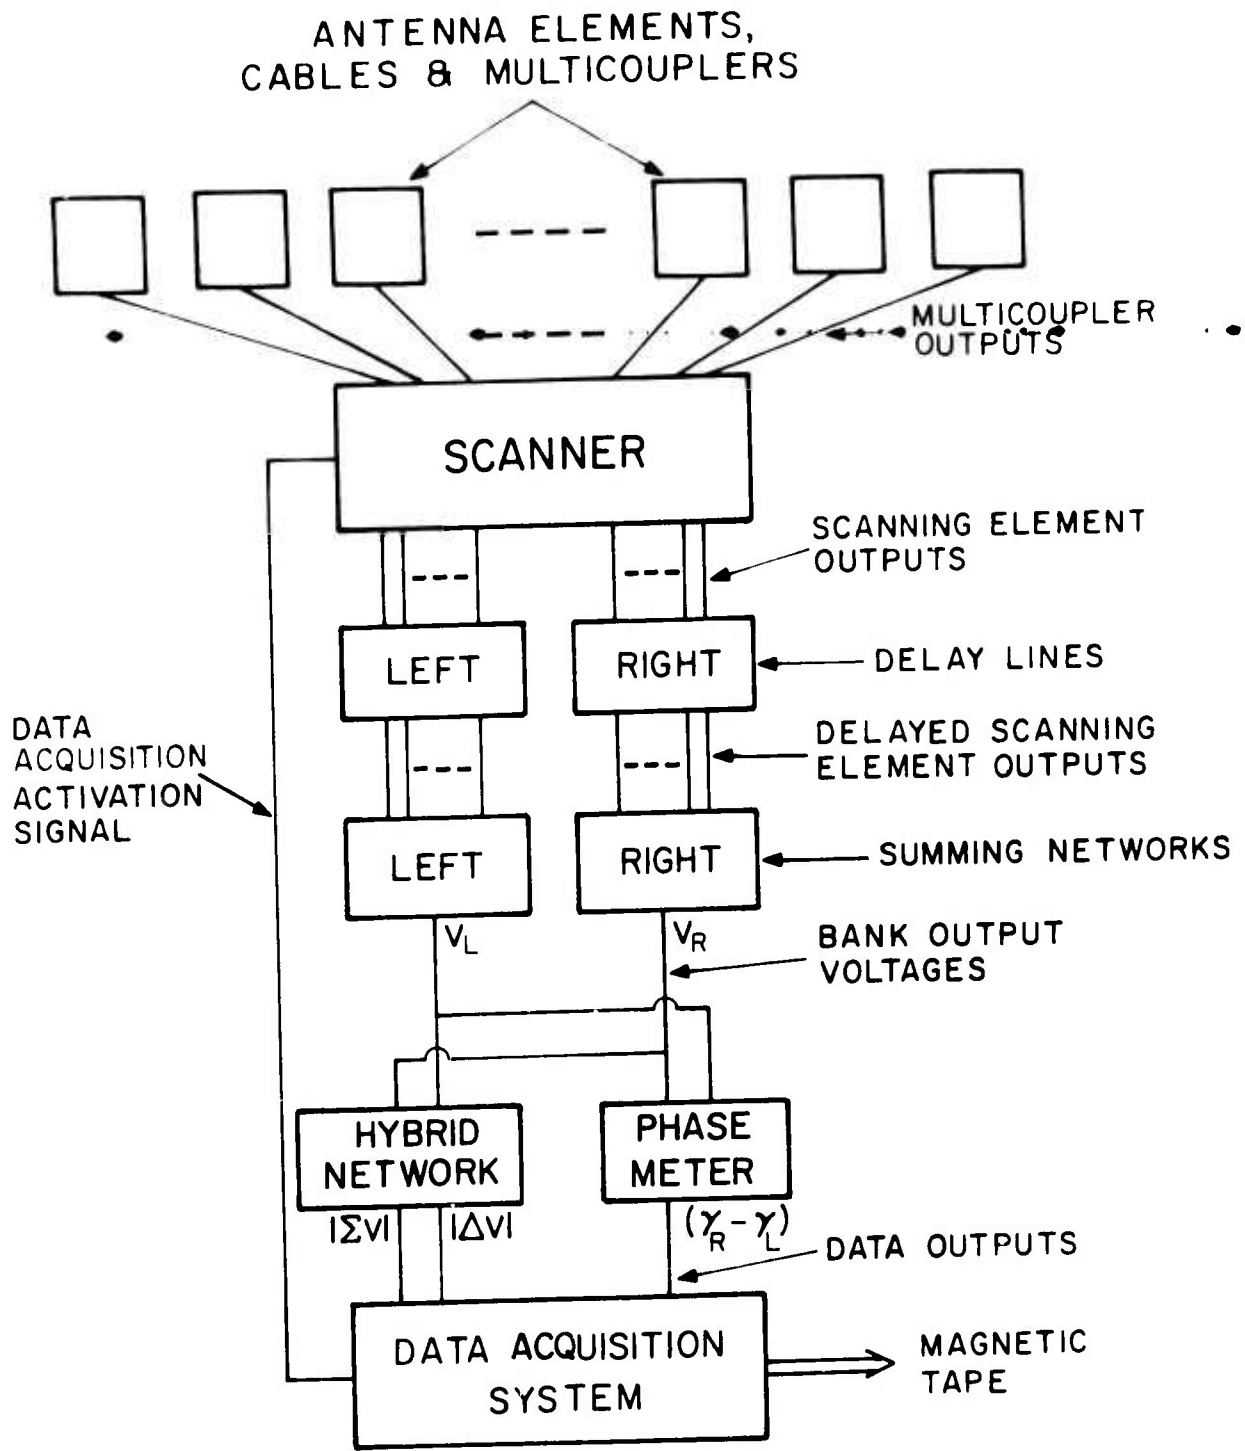 ANTENNA ELEMENTS,
CABLES & MULTICOUPLERS
MULTICOUPLER
OUTPUTS
SCANNER
SCANNING ELEMENT
OUTPUTS
LEFT
RIGHT
DELAY LINES
DATA
ACQUISITION
ACTIVATION
SIGNAL
DELAYED SCANNING
ELEMENT OUTPUTS
LEFT
RIGHT
SUMMING NETWORKS
V_L
V_R
BANK OUTPUT
VOLTAGES
HYBRID
NETWORK
PHASE
METER
|ΣV| |ΔV|
(γ_R - γ_L)
DATA OUTPUTS
DATA ACQUISITION
SYSTEM
MAGNETIC
TAPE